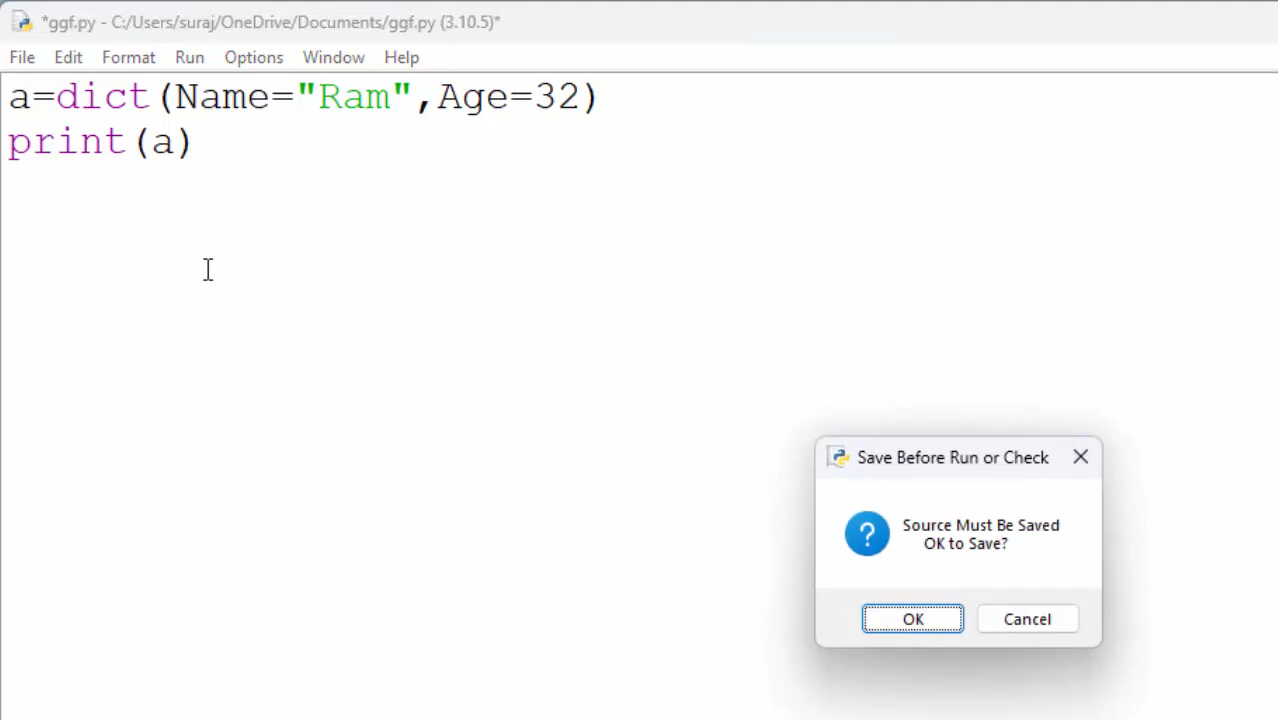 *ggf.py - C:/Users/suraj/OneDrive/Documents/ggf.py (3.10.5)*
File Edit Format Run Options Window Help
a=dict(Name="Ram",Age=32)
print(a)
Save Before Run or Check
Source Must Be Saved
OK to Save?
OK Cancel